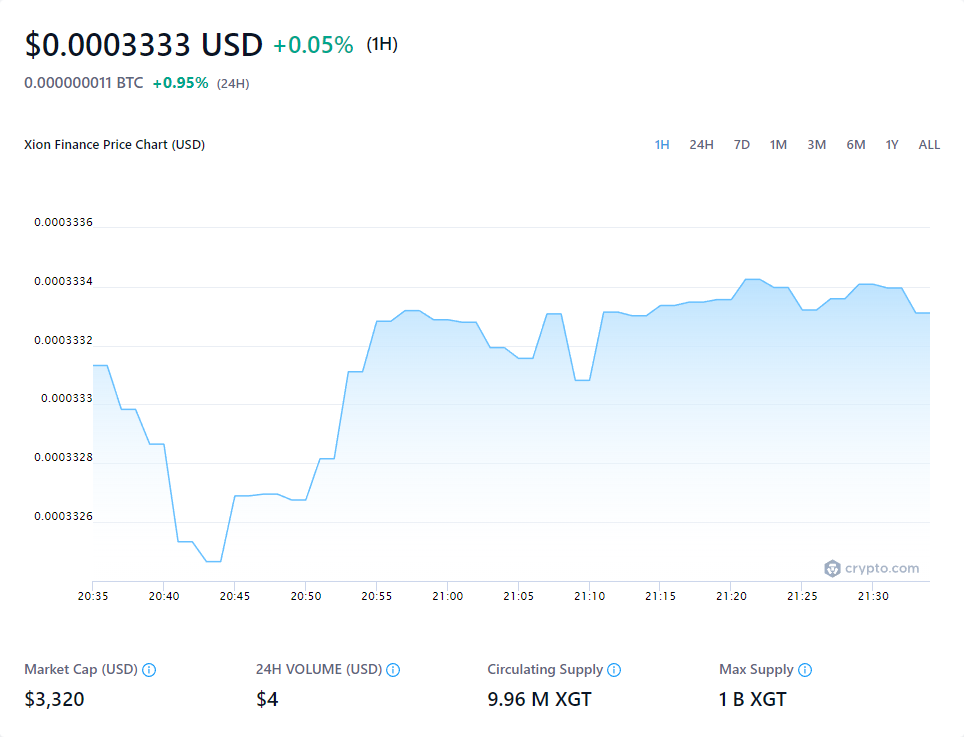 $0.0003333 USD +0.05% (1H)
0.000000011 BTC +0.95% (24H)
Xion Finance Price Chart (USD) 1H 24H 7D 1M 3M 6M 1Y ALL
0.0003336
0.0003334
0.0003332
0.000333
0.0003328
0.0003326
crypto.com
20:35 20:40 20:45 20:50 20:55 21:00 21:05 21:10 21:15 21:20 21:25 21:30
Market Cap (USD) 24H VOLUME (USD) Circulating Supply Max Supply
$3,320 $4 9.96 M XGT 1 B XGT